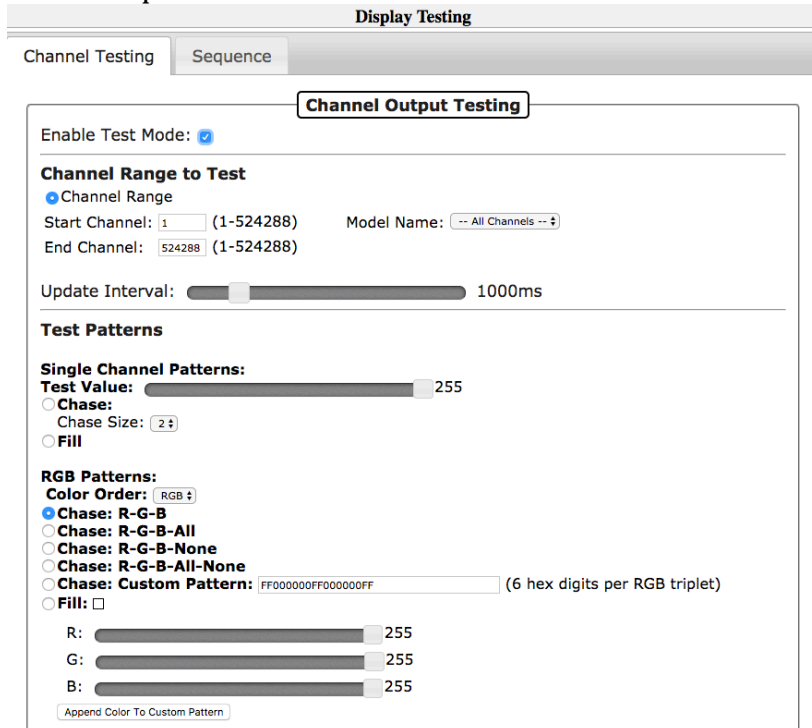 Display Testing
Channel Testing Sequence
Channel Output Testing
Enable Test Mode:
Channel Range to Test
Channel Range
Start Channel: 1 (1-524288) Model Name: -- All Channels --
End Channel: 524288 (1-524288)
Update Interval: 1000ms
Test Patterns
Single Channel Patterns:
Test Value: 255
Chase:
Chase Size: 2
Fill
RGB Patterns:
Color Order: RGB
Chase: R-G-B
Chase: R-G-B-All
Chase: R-G-B-None
Chase: R-G-B-All-None
Chase: Custom Pattern: FF000000FF000000FF (6 hex digits per RGB triplet)
Fill:
R: 255
G: 255
B: 255
Append Color To Custom Pattern